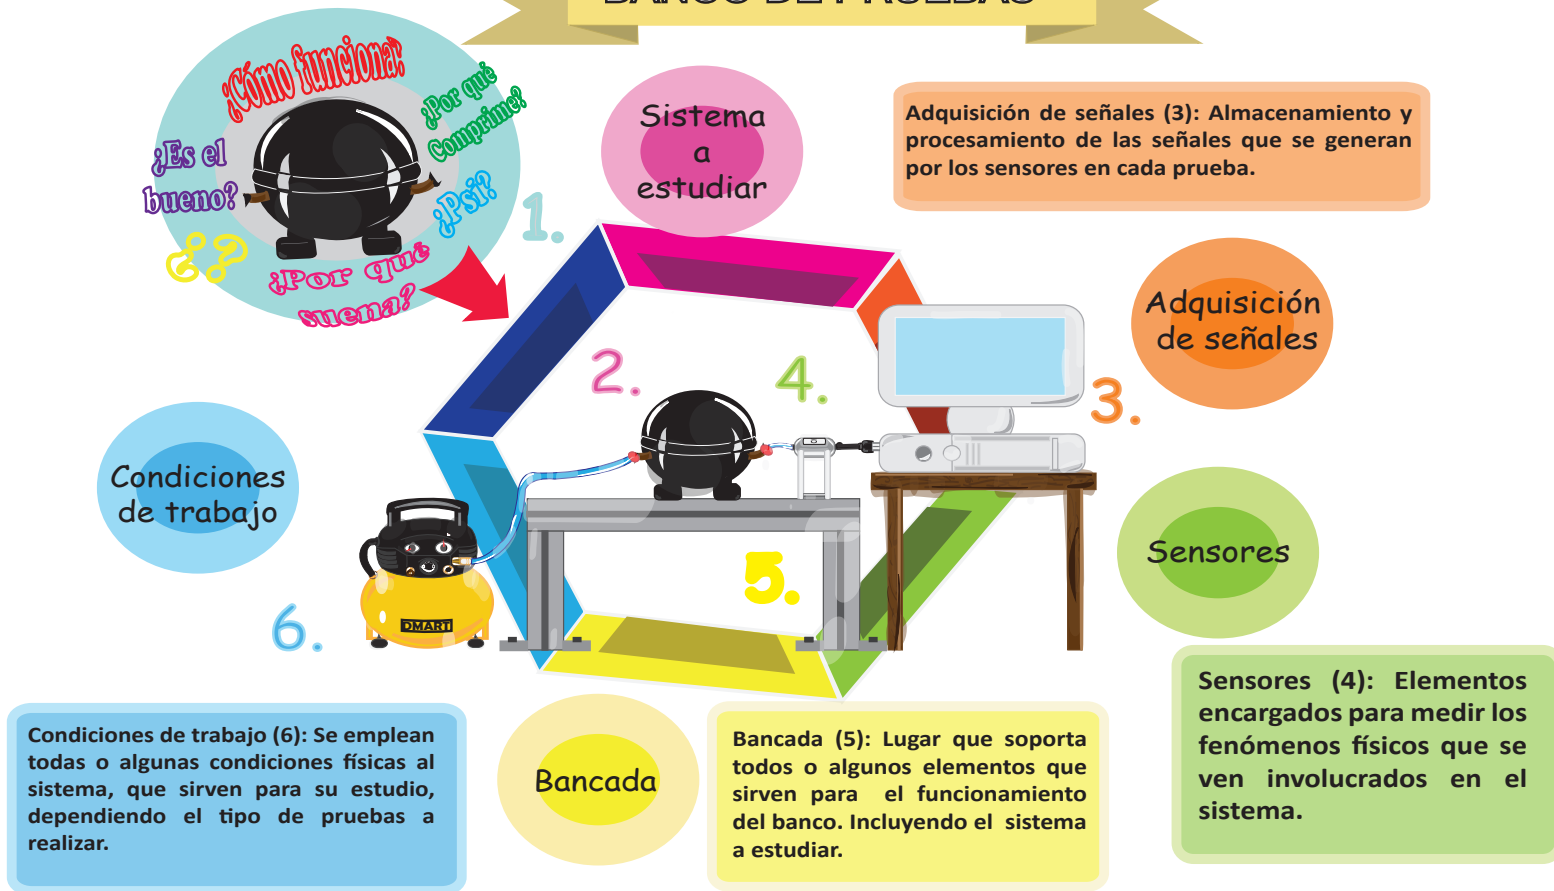 BANCO DE PRUEBAS
¿Cómo funciona?
¿Por qué
Comprime?
¿Es el
bueno?
¿Psi?
¿?
¿Por qué
suena?
1.
Sistema
a
estudiar
Adquisición de señales (3): Almacenamiento y
procesamiento de las señales que se generan
por los sensores en cada prueba.
Adquisición
de señales
2.
4.
3.
Condiciones
de trabajo
Sensores
5.
6.
DMART
Bancada
Condiciones de trabajo (6): Se emplean
todas o algunas condiciones físicas al
sistema, que sirven para su estudio,
dependiendo el tipo de pruebas a
realizar.
Bancada (5): Lugar que soporta
todos o algunos elementos que
sirven para el funcionamiento
del banco. Incluyendo el sistema
a estudiar.
Sensores (4): Elementos
encargados para medir los
fenómenos físicos que se
ven involucrados en el
sistema.